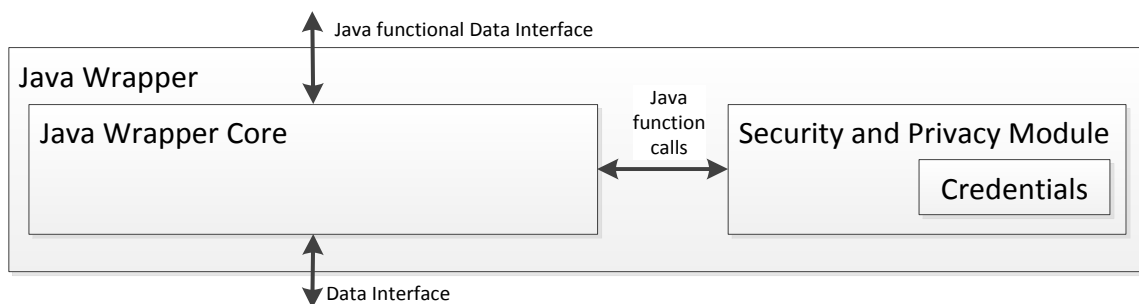 Java functional Data Interface
Java Wrapper
Java Wrapper Core
Java
function
calls
Security and Privacy Module
Credentials
Data Interface